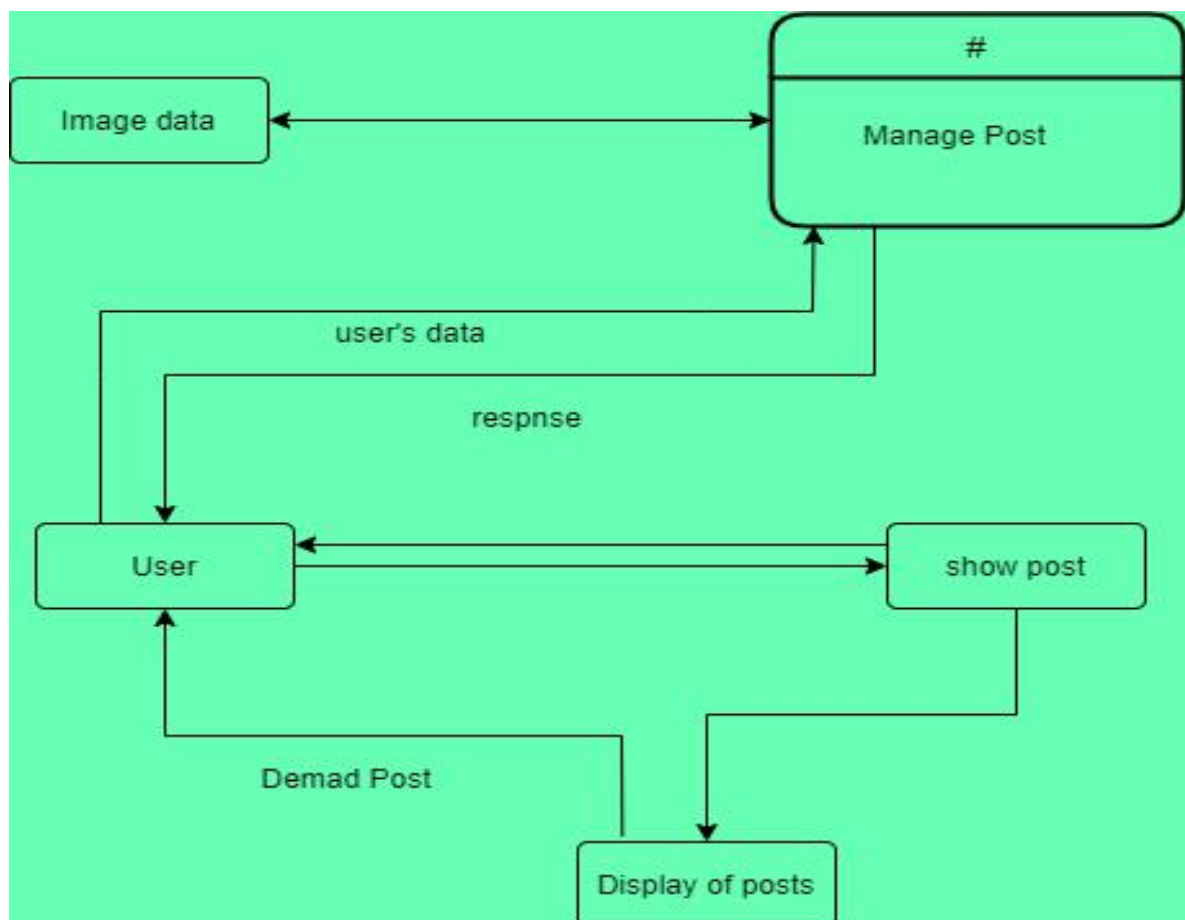 #
Image data
Manage Post
user's data
respnse
User
show post
Demad Post
Display of posts